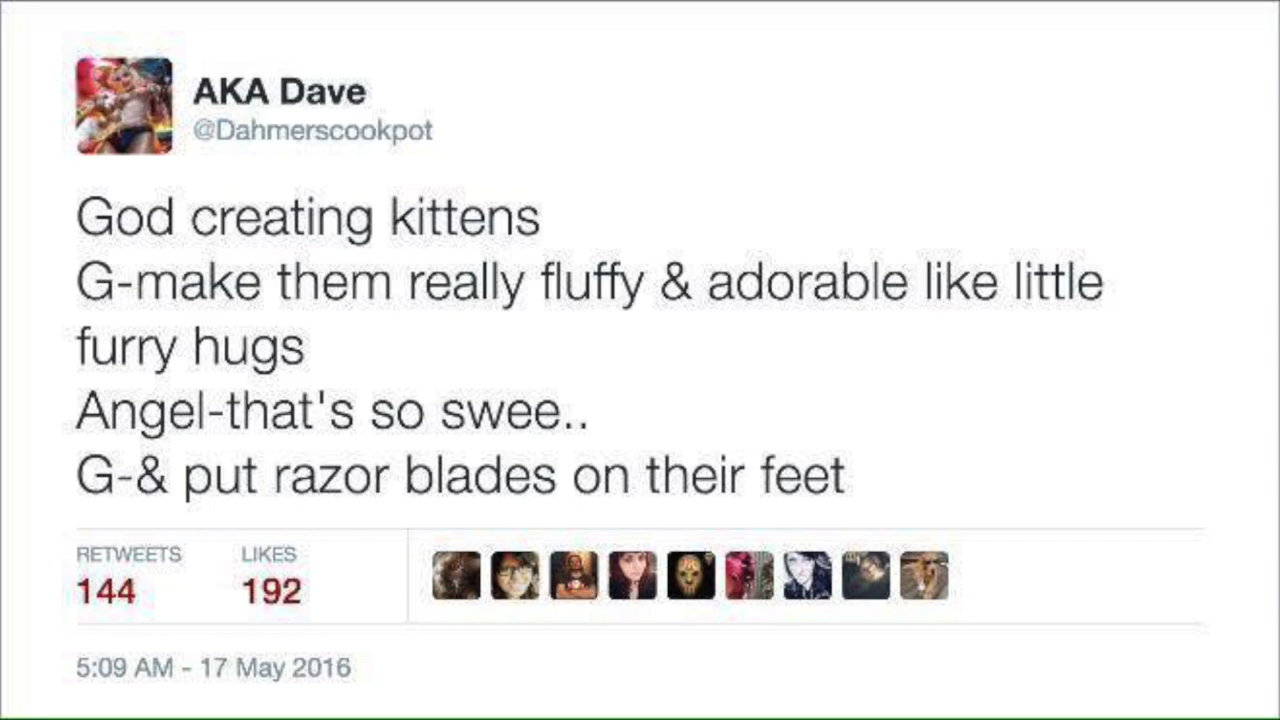 AKA Dave
@Dahmerscookpot
God creating kittens
G-make them really fluffy & adorable like little
furry hugs
Angel-that's so swee..
G-& put razor blades on their feet
RETWEETS LIKES
144 192
5:09 AM - 17 May 2016